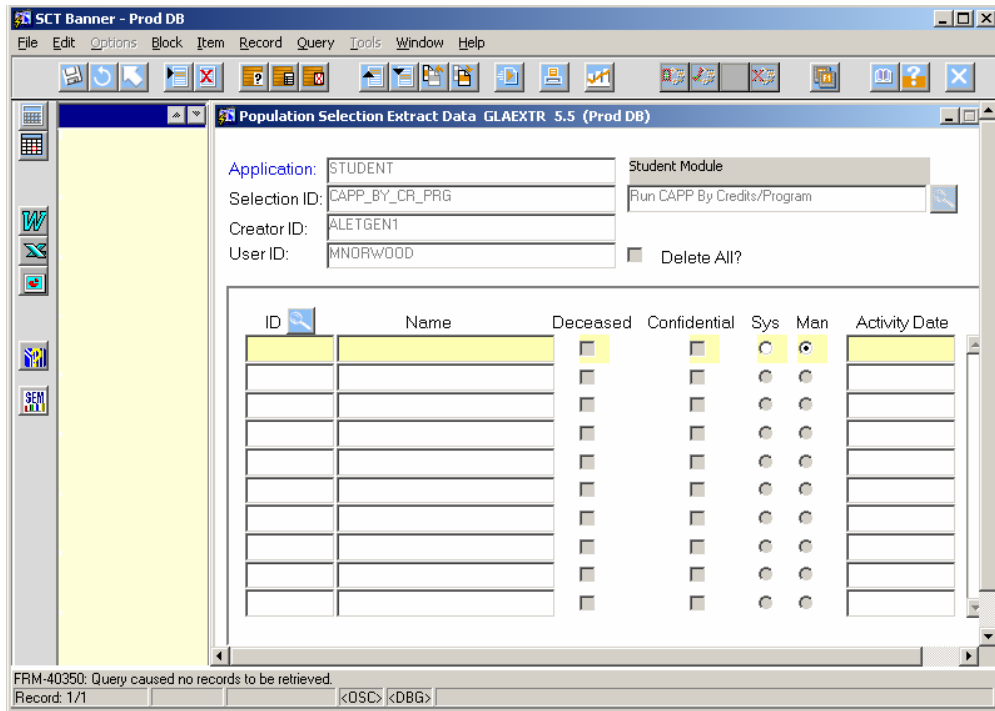 SCT Banner - Prod DB
File Edit Options Block Item Record Query Tools Window Help
Population Selection Extract Data GLAEXTR 5.5 (Prod DB)
Application: STUDENT Student Module
Selection ID: CAPP_BY_CR_PRG Run CAPP By Credits/Program
Creator ID: ALETGEN1
User ID: MNORWOOD Delete All?
ID Name Deceased Confidential Sys Man Activity Date
W
X
SEM
FRM-40350: Query caused no records to be retrieved.
Record: 1/1 <OSC> <DBG>